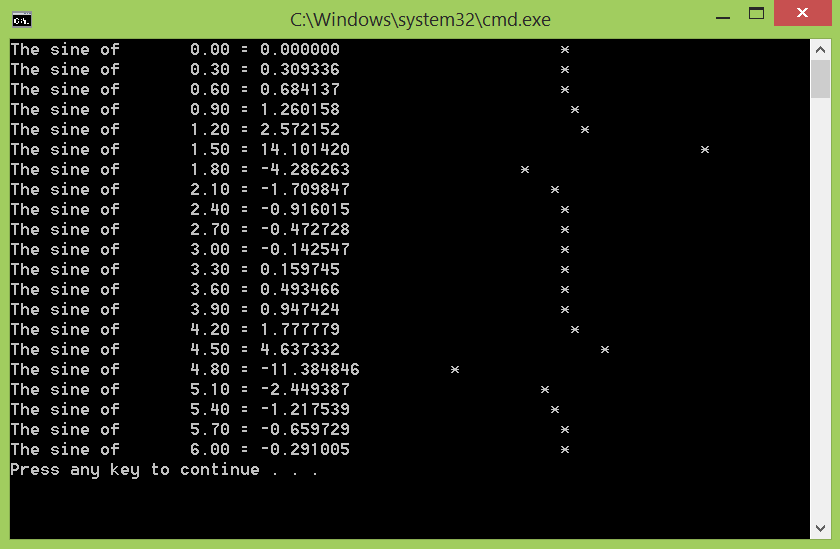 C:\Windows\system32\cmd.exe
The sine of       0.00 = 0.000000                      *
The sine of       0.30 = 0.309336                      *
The sine of       0.60 = 0.684137                      *
The sine of       0.90 = 1.260158                       *
The sine of       1.20 = 2.572152                        *
The sine of       1.50 = 14.101420                                   *
The sine of       1.80 = -4.286263                 *
The sine of       2.10 = -1.709847                    *
The sine of       2.40 = -0.916015                     *
The sine of       2.70 = -0.472728                     *
The sine of       3.00 = -0.142547                     *
The sine of       3.30 = 0.159745                      *
The sine of       3.60 = 0.493466                      *
The sine of       3.90 = 0.947424                      *
The sine of       4.20 = 1.777779                       *
The sine of       4.50 = 4.637332                          *
The sine of       4.80 = -11.384846         *
The sine of       5.10 = -2.449387                   *
The sine of       5.40 = -1.217539                    *
The sine of       5.70 = -0.659729                     *
The sine of       6.00 = -0.291005                     *
Press any key to continue . . .